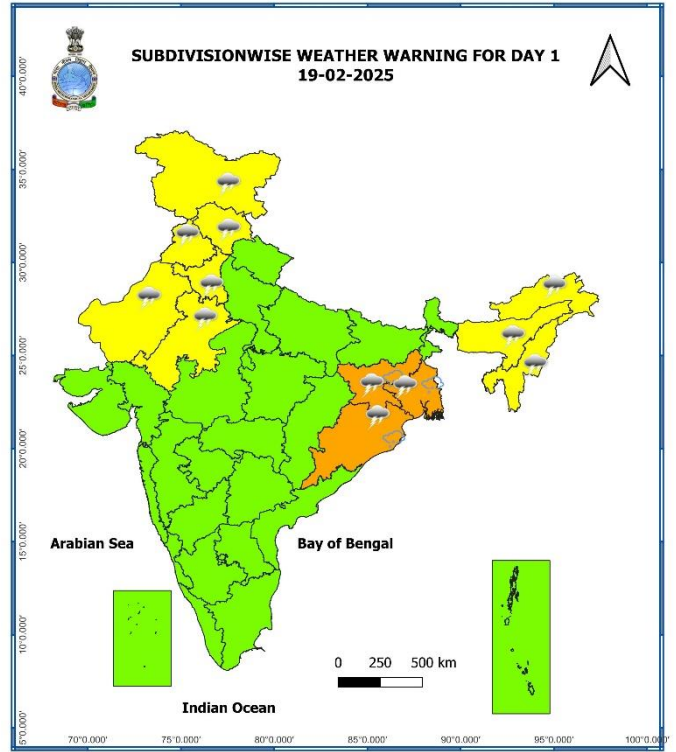 SUBDIVISIONWISE WEATHER WARNING FOR DAY 1
19-02-2025
40°0.000'
35°0.000'
30°0.000'
25°0.000'
20°0.000'
15°0.000'
10°0.000'
5°0.000'
Arabian Sea
Bay of Bengal
0 250 500 km
Indian Ocean
70°0.000' 75°0.000' 80°0.000' 85°0.000' 90°0.000' 95°0.000' 100°0.000'